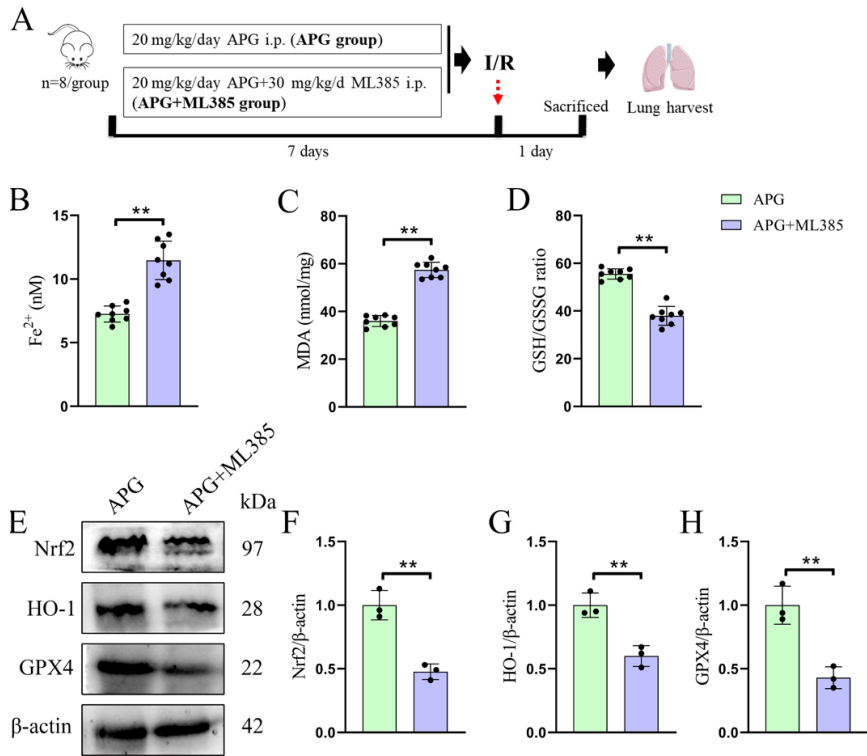 A
n=8/group
20 mg/kg/day APG i.p. (APG group)
20 mg/kg/day APG+30 mg/kg/d ML385 i.p.
(APG+ML385 group)
I/R
Sacrificed
Lung harvest
7 days
1 day
B
Fe²⁺ (nM)
15
10
5
0
**
C
MDA (nmol/mg)
80
60
40
20
0
**
D
GSH/GSSG ratio
80
60
40
20
0
**
APG
APG+ML385
E
APG
APG+ML385
kDa
Nrf2
97
HO-1
28
GPX4
22
β-actin
42
F
Nrf2/β-actin
1.5
1.0
0.5
0.0
**
G
HO-1/β-actin
1.5
1.0
0.5
0.0
**
H
GPX4/β-actin
1.5
1.0
0.5
0.0
**